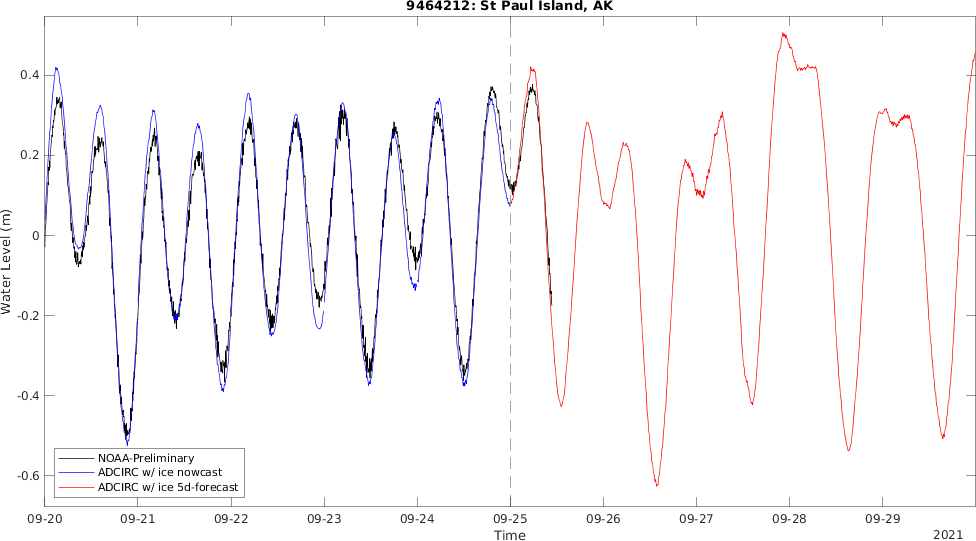 9464212: St Paul Island, AK
Water Level (m)
0.4
0.2
0
-0.2
-0.4
-0.6
NOAA-Preliminary
ADCIRC w/ ice nowcast
ADCIRC w/ ice 5d-forecast
09-20 09-21 09-22 09-23 09-24 09-25 09-26 09-27 09-28 09-29
Time
2021